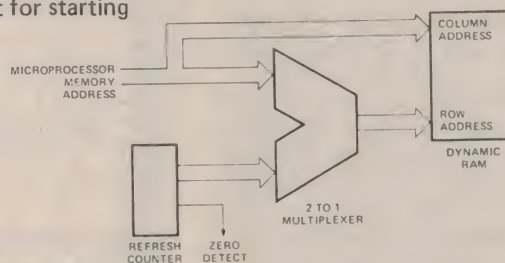 t for starting
COLUMN
ADDRESS
MICROPROCESSOR
MEMORY
ADDRESS
ROW
ADDRESS
DYNAMIC
RAM
2 TO 1
MULTIPLEXER
REFRESH
COUNTER
ZERO
DETECT